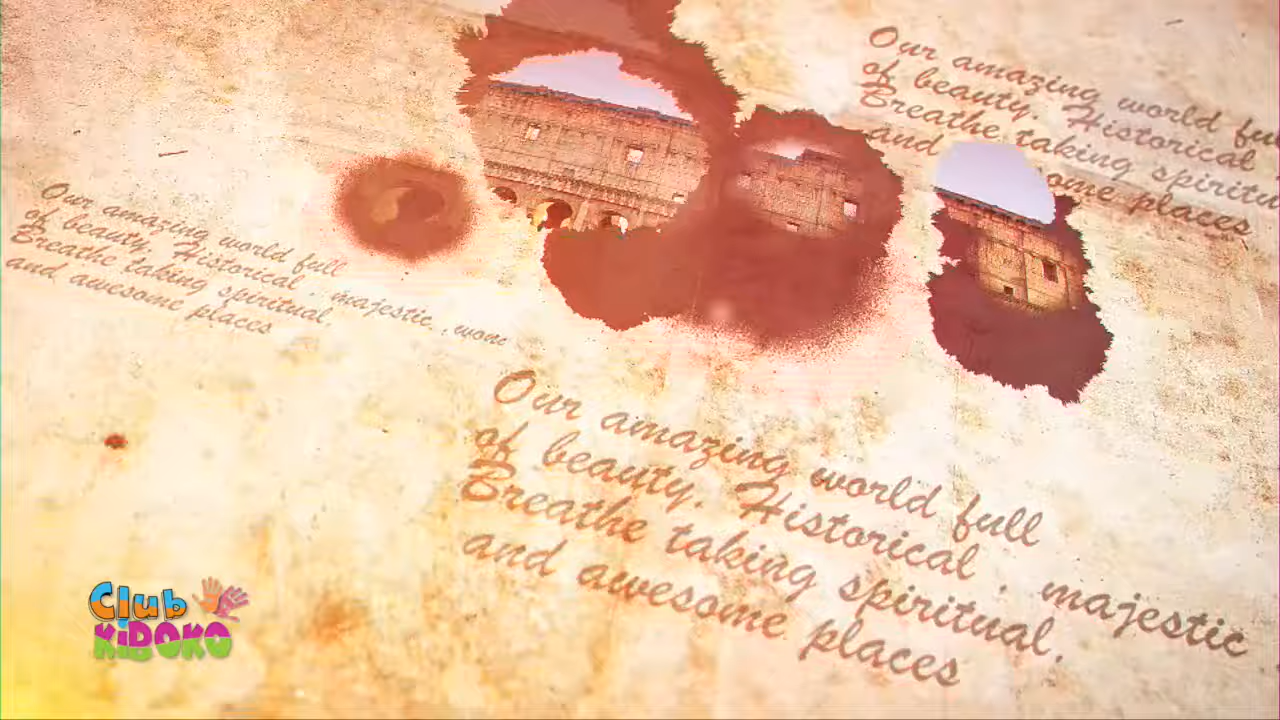 Our amazing world full
of beauty. Historical
Breathe taking spiritu
and ome places
Our amazing world full
of beauty. Historical . majestic . wonc
Breathe taking spiritual.
and awesome places
Our amazing world full
of beauty. Historical . majestic
Breathe taking spiritual.
and awesome places
Club
KiBOKO